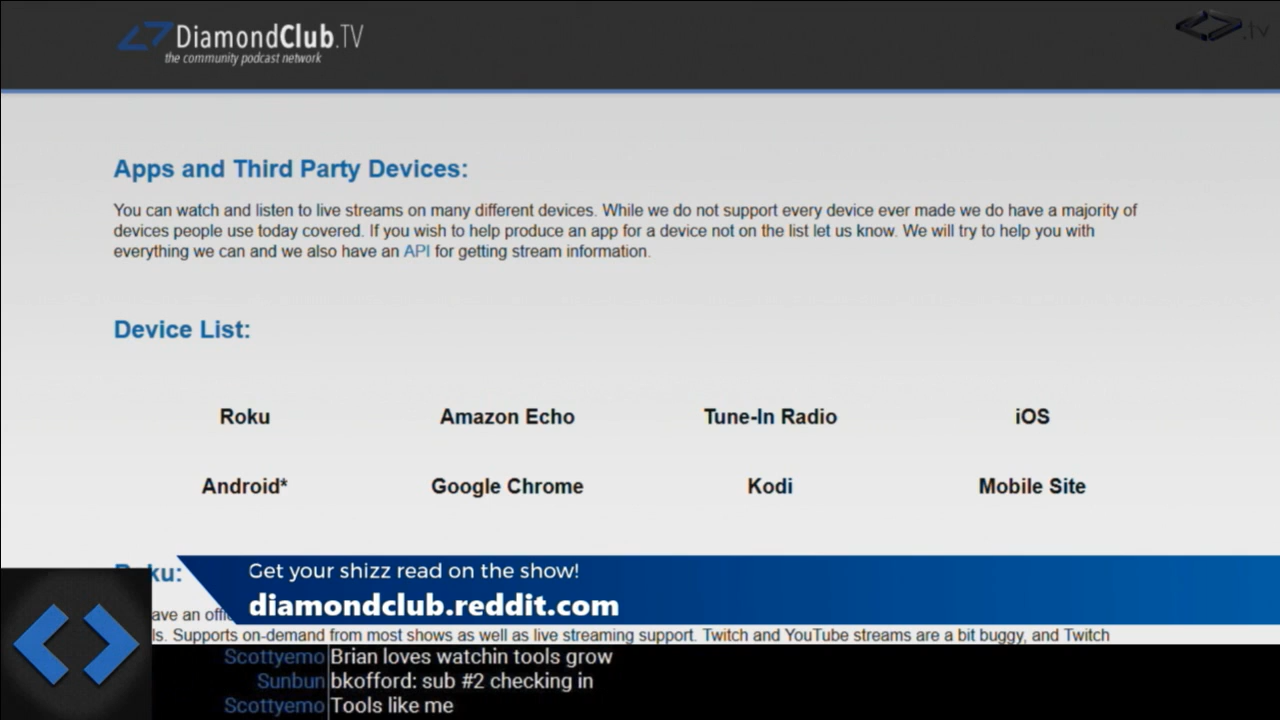 DiamondClub.TV
the community podcast network
.tv
Apps and Third Party Devices:
You can watch and listen to live streams on many different devices. While we do not support every device ever made we do have a majority of
devices people use today covered. If you wish to help produce an app for a device not on the list let us know. We will try to help you with
everything we can and we also have an API for getting stream information.
Device List:
Roku Amazon Echo Tune-In Radio iOS
Android* Google Chrome Kodi Mobile Site
ku:
Get your shizz read on the show!
diamondclub.reddit.com
ave an offic
ls. Supports on-demand from most shows as well as live streaming support. Twitch and YouTube streams are a bit buggy, and Twitch
Scottyemo Brian loves watchin tools grow
Sunbun bkofford: sub #2 checking in
Scottyemo Tools like me